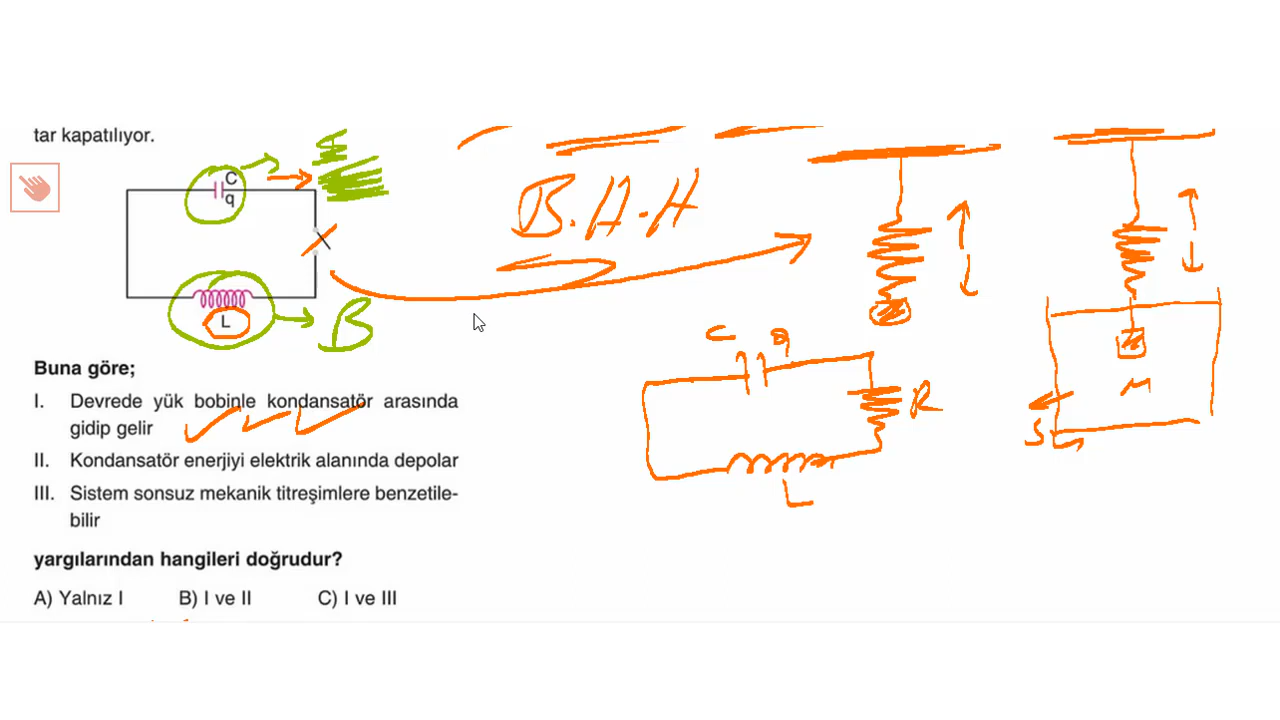 tar kapatılıyor.
C
q
L
B
B.H.H
C
q
R
L
M
S
Buna göre;
I. Devrede yük bobinle kondansatör arasında
gidip gelir
II. Kondansatör enerjiyi elektrik alanında depolar
III. Sistem sonsuz mekanik titreşimlere benzetile-
bilir
yargılarından hangileri doğrudur?
A) Yalnız I B) I ve II C) I ve III